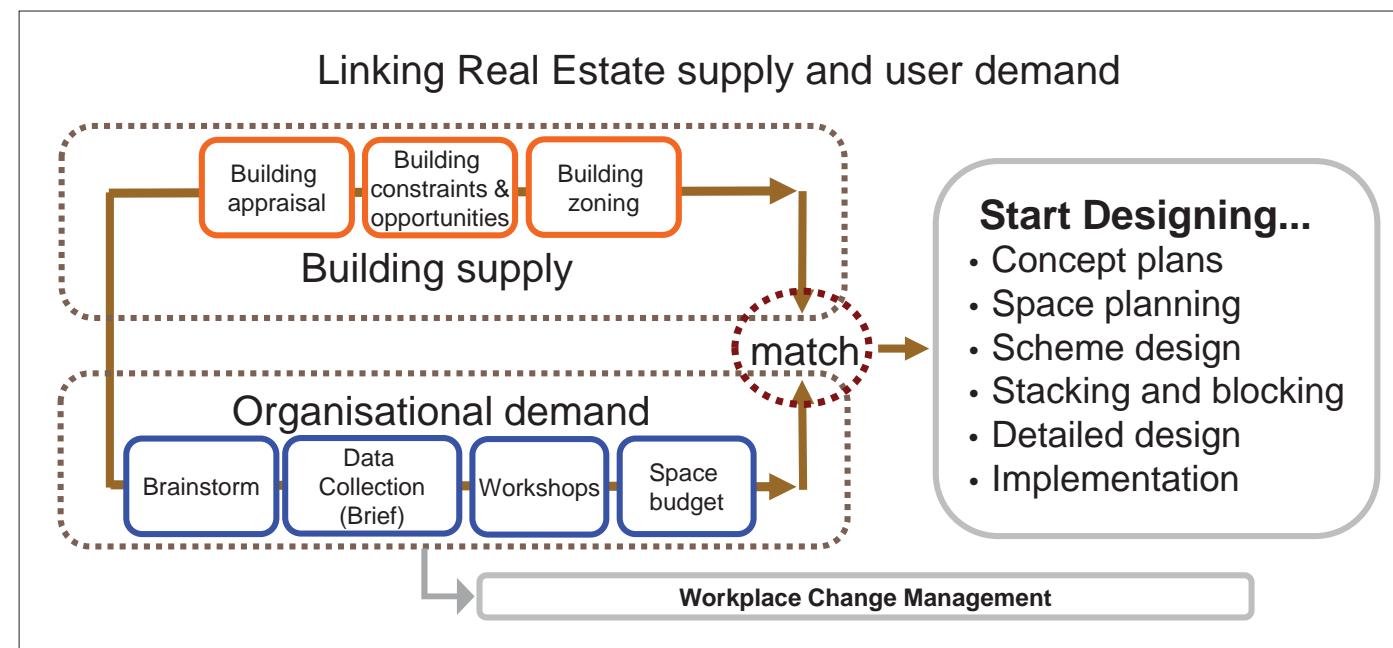 Linking Real Estate supply and user demand
Building
appraisal
Building
constraints &
opportunities
Building
zoning
Building supply
match
Organisational demand
Brainstorm
Data
Collection
(Brief)
Workshops
Space
budget
Workplace Change Management
Start Designing...
• Concept plans
• Space planning
• Scheme design
• Stacking and blocking
• Detailed design
• Implementation